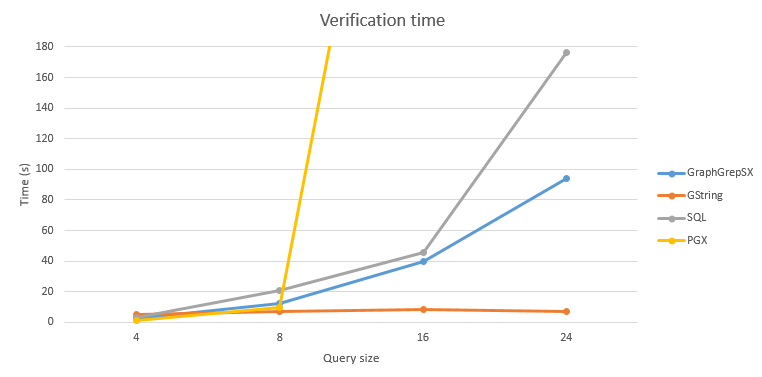 Verification time
180
160
140
120
100
80
60
40
20
0
Time (s)
4 8 16 24
Query size
GraphGrepSX
GString
SQL
PGX